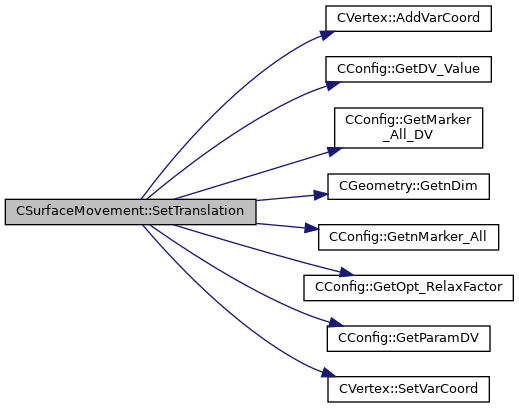 CVertex::AddVarCoord
CConfig::GetDV_Value
CConfig::GetMarker
_All_DV
CGeometry::GetnDim
CSurfaceMovement::SetTranslation
CConfig::GetnMarker_All
CConfig::GetOpt_RelaxFactor
CConfig::GetParamDV
CVertex::SetVarCoord